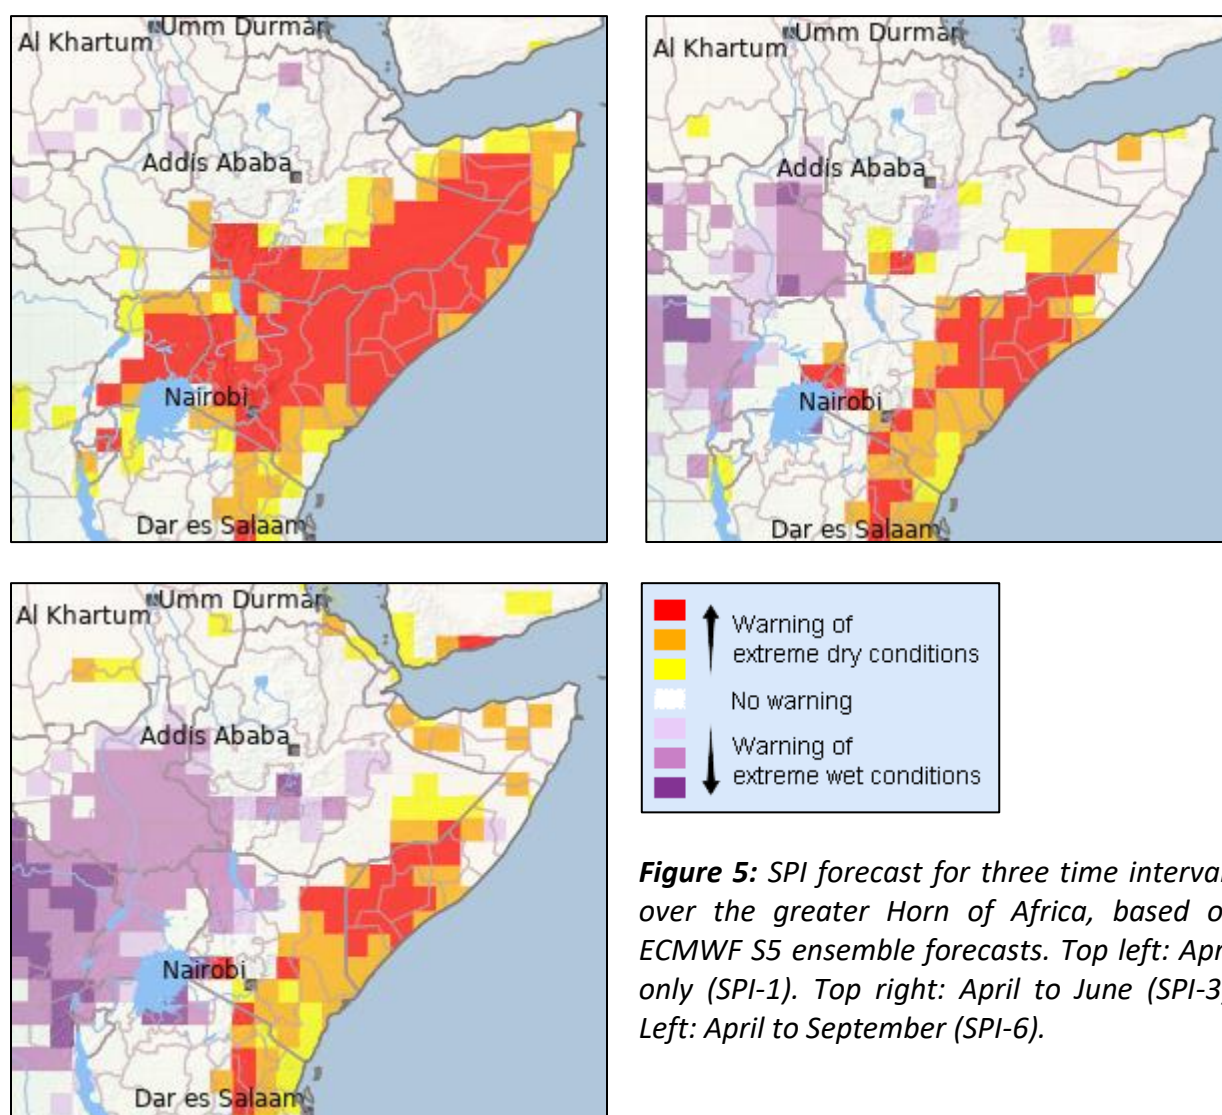 Al Khartum
Umm Durmān
Addis Ababa
Nairobi
Dar es Salaam
Al Khartum
Umm Durmān
Addis Ababa
Nairobi
Dar es Salaam
Al Khartum
Umm Durmān
Addis Ababa
Nairobi
Dar es Salaam
Warning of
extreme dry conditions
No warning
Warning of
extreme wet conditions
Figure 5: SPI forecast for three time interval
over the greater Horn of Africa, based o
ECMWF S5 ensemble forecasts. Top left: Apr
only (SPI-1). Top right: April to June (SPI-3
Left: April to September (SPI-6).